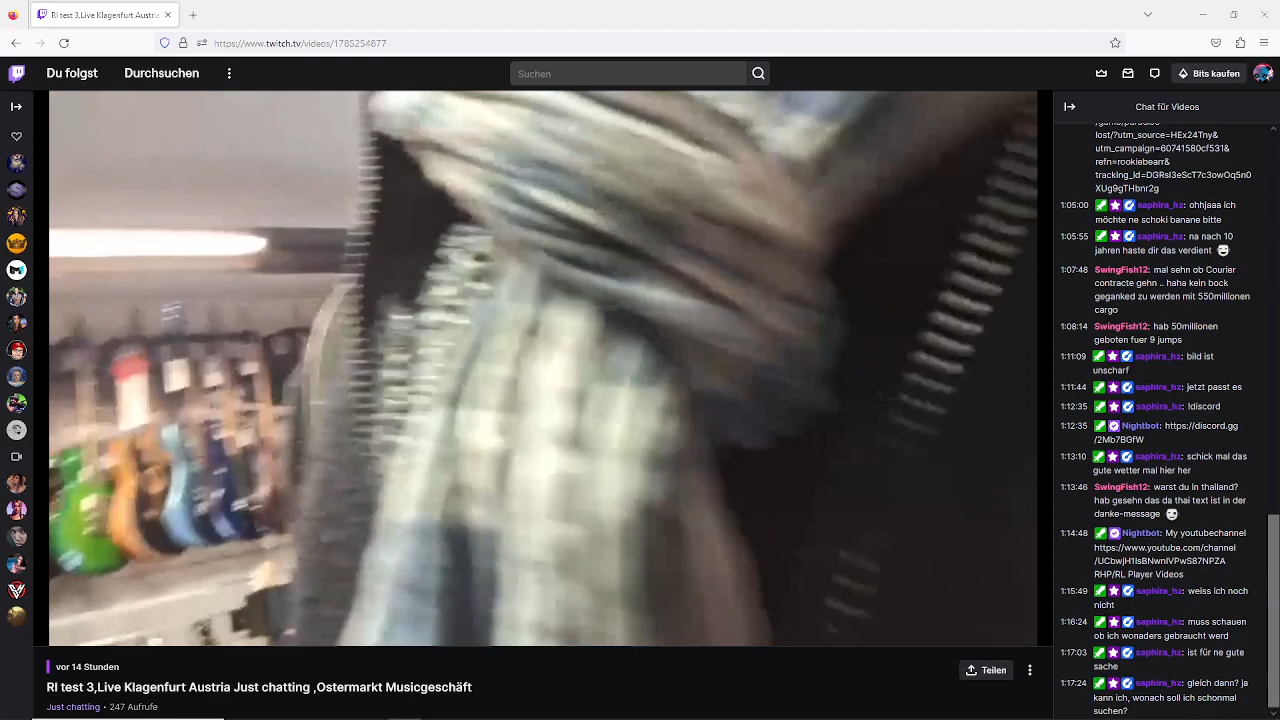 RI test 3,Live Klagenfurt Austria
https://www.twitch.tv/videos/1785254877
Du folgst
Durchsuchen
Suchen
Bits kaufen
Chat für Videos
lost/?utm_source=HEx24Tny&
utm_campaign=60741580cf531&
refn=rookiebearr&
XUg9gTHbnr2g
1:05:00 saphira_hz: ohhjaaa Ich
möchte ne schoki banane bitte
1:05:55 saphira_hz: na nach 10
jahren haste dir das verdient
1:07:48 SwingFish12: mal sehn ob Courier
contracte gehn .. haha kein bock
geganked zu werden mit 550millionen
cargo
1:08:14 SwingFish12: hab 50millionen
geboten fuer 9 jumps
1:11:09 saphira_hz: bild ist
unscharf
1:11:44 saphira_hz: jetzt passt es
1:12:35 saphira_hz: !discord
1:12:35 Nightbot: https://discord.gg
/2Mb7BGfW
1:13:10 saphira_hz: schick mal das
gute wetter mal hier her
1:13:46 SwingFish12: warst du in thailand?
hab gesehn das da thai text ist in der
danke-message
1:14:48 Nightbot: My youtubechannel
https://www.youtube.com/channel
RHP/RL Player Videos
1:15:49 saphira_hz: weiss Ich noch
nicht
1:16:24 saphira_hz: muss schauen
ob ich wonaders gebraucht werd
1:17:03 saphira_hz: ist für ne gute
sache
1:17:24 saphira_hz: gleich dann? ja
kann ich, wonach soll ich schonmal
suchen?
vor 14 Stunden
Teilen
RI test 3,Live Klagenfurt Austria Just chatting ,Ostermarkt Musicgeschäft
Just chatting • 247 Aufrufe